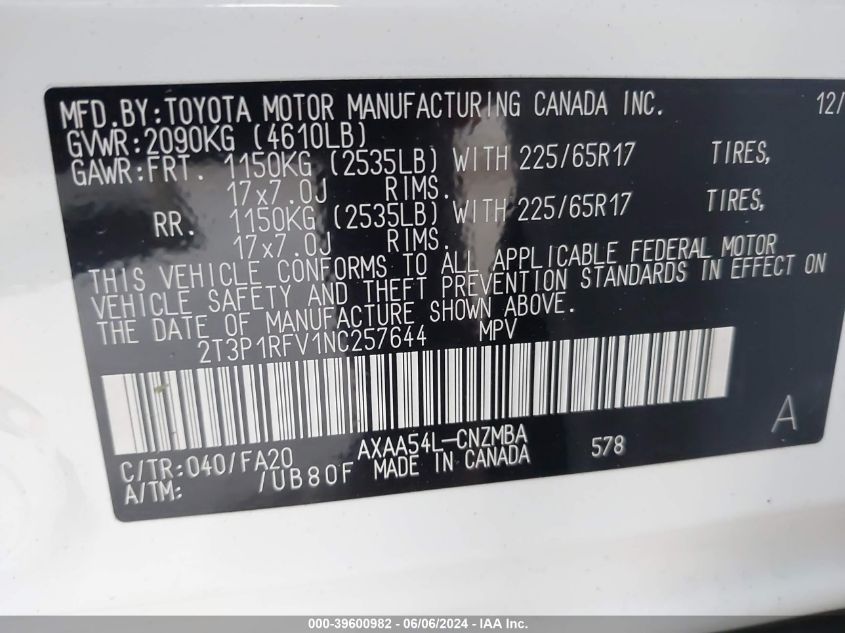 MFD.BY:TOYOTA MOTOR MANUFACTURING CANADA INC. 12/
GVWR:2090KG (4610LB)
GAWR:FRT. 1150KG (2535LB) WITH 225/65R17 TIRES,
17x7.0J RIMS.
RR. 1150KG (2535LB) WITH 225/65R17 TIRES,
17x7.0J RIMS.
THIS VEHICLE CONFORMS TO ALL APPLICABLE FEDERAL MOTOR
VEHICLE SAFETY AND THEFT PREVENTION STANDARDS IN EFFECT ON
THE DATE OF MANUFACTURE SHOWN ABOVE.
2T3P1RFV1NC257644 MPV
A
C/TR:040/FA20 AXAA54L-CNZMBA 578
A/TM: /UB80F MADE IN CANADA
000-39600982 - 06/06/2024 - IAA Inc.